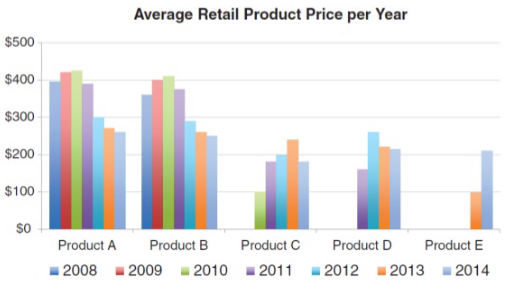 Average Retail Product Price per Year
$500
$400
$300
$200
$100
$0
Product A Product B Product C Product D Product E
2008 2009 2010 2011 2012 2013 2014